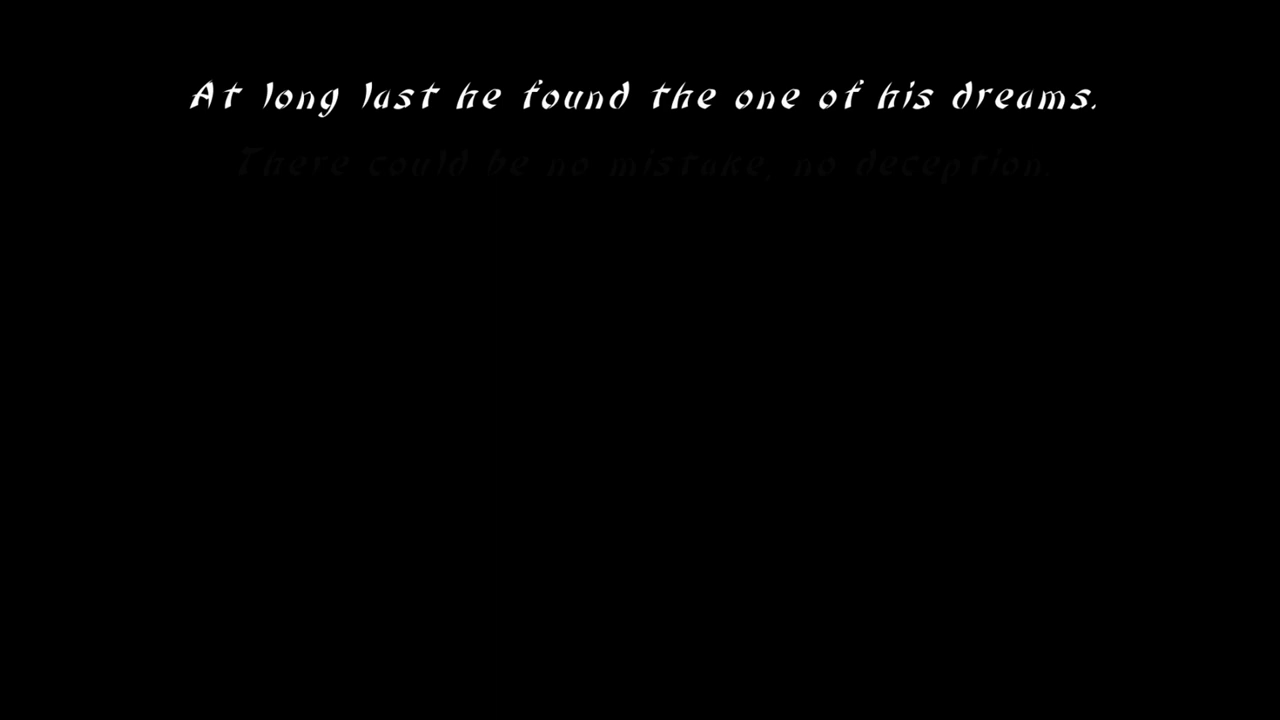 At long last he found the one of his dreams.
There could be no mistake, no deception.